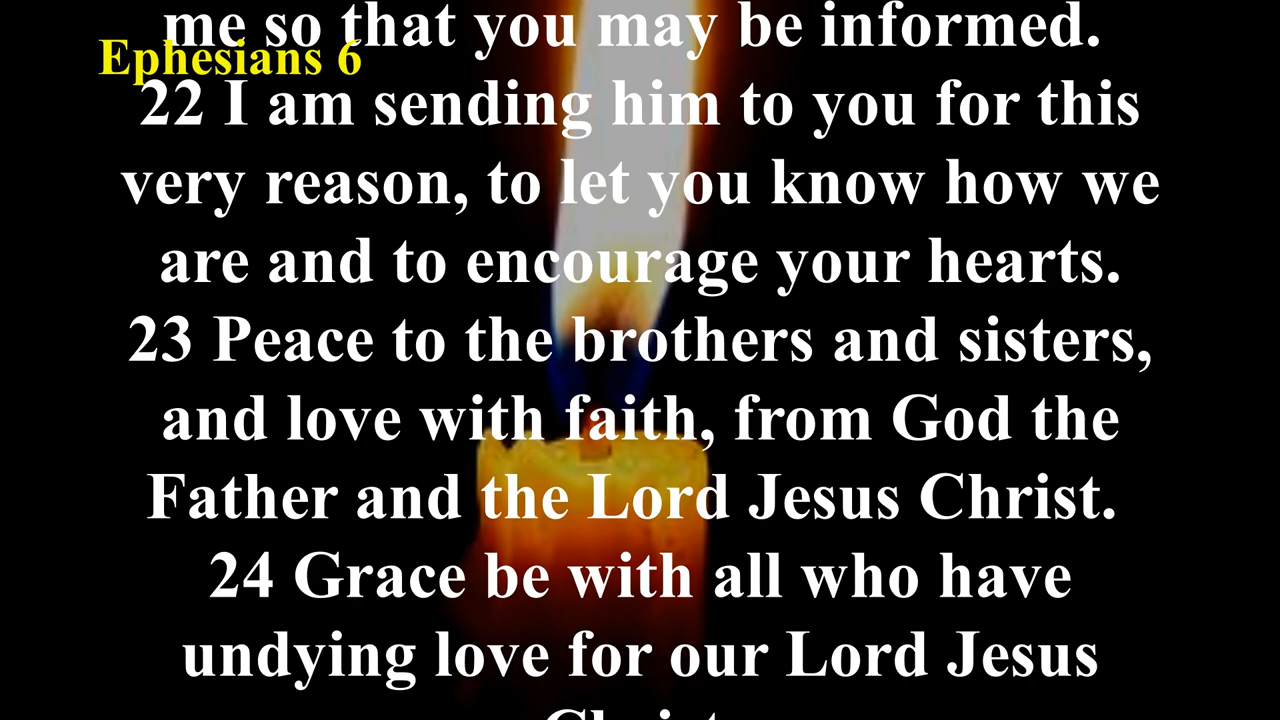 me so that you may be informed.
Ephesians 6
22 I am sending him to you for this
very reason, to let you know how we
are and to encourage your hearts.
23 Peace to the brothers and sisters,
and love with faith, from God the
Father and the Lord Jesus Christ.
24 Grace be with all who have
undying love for our Lord Jesus
Christ